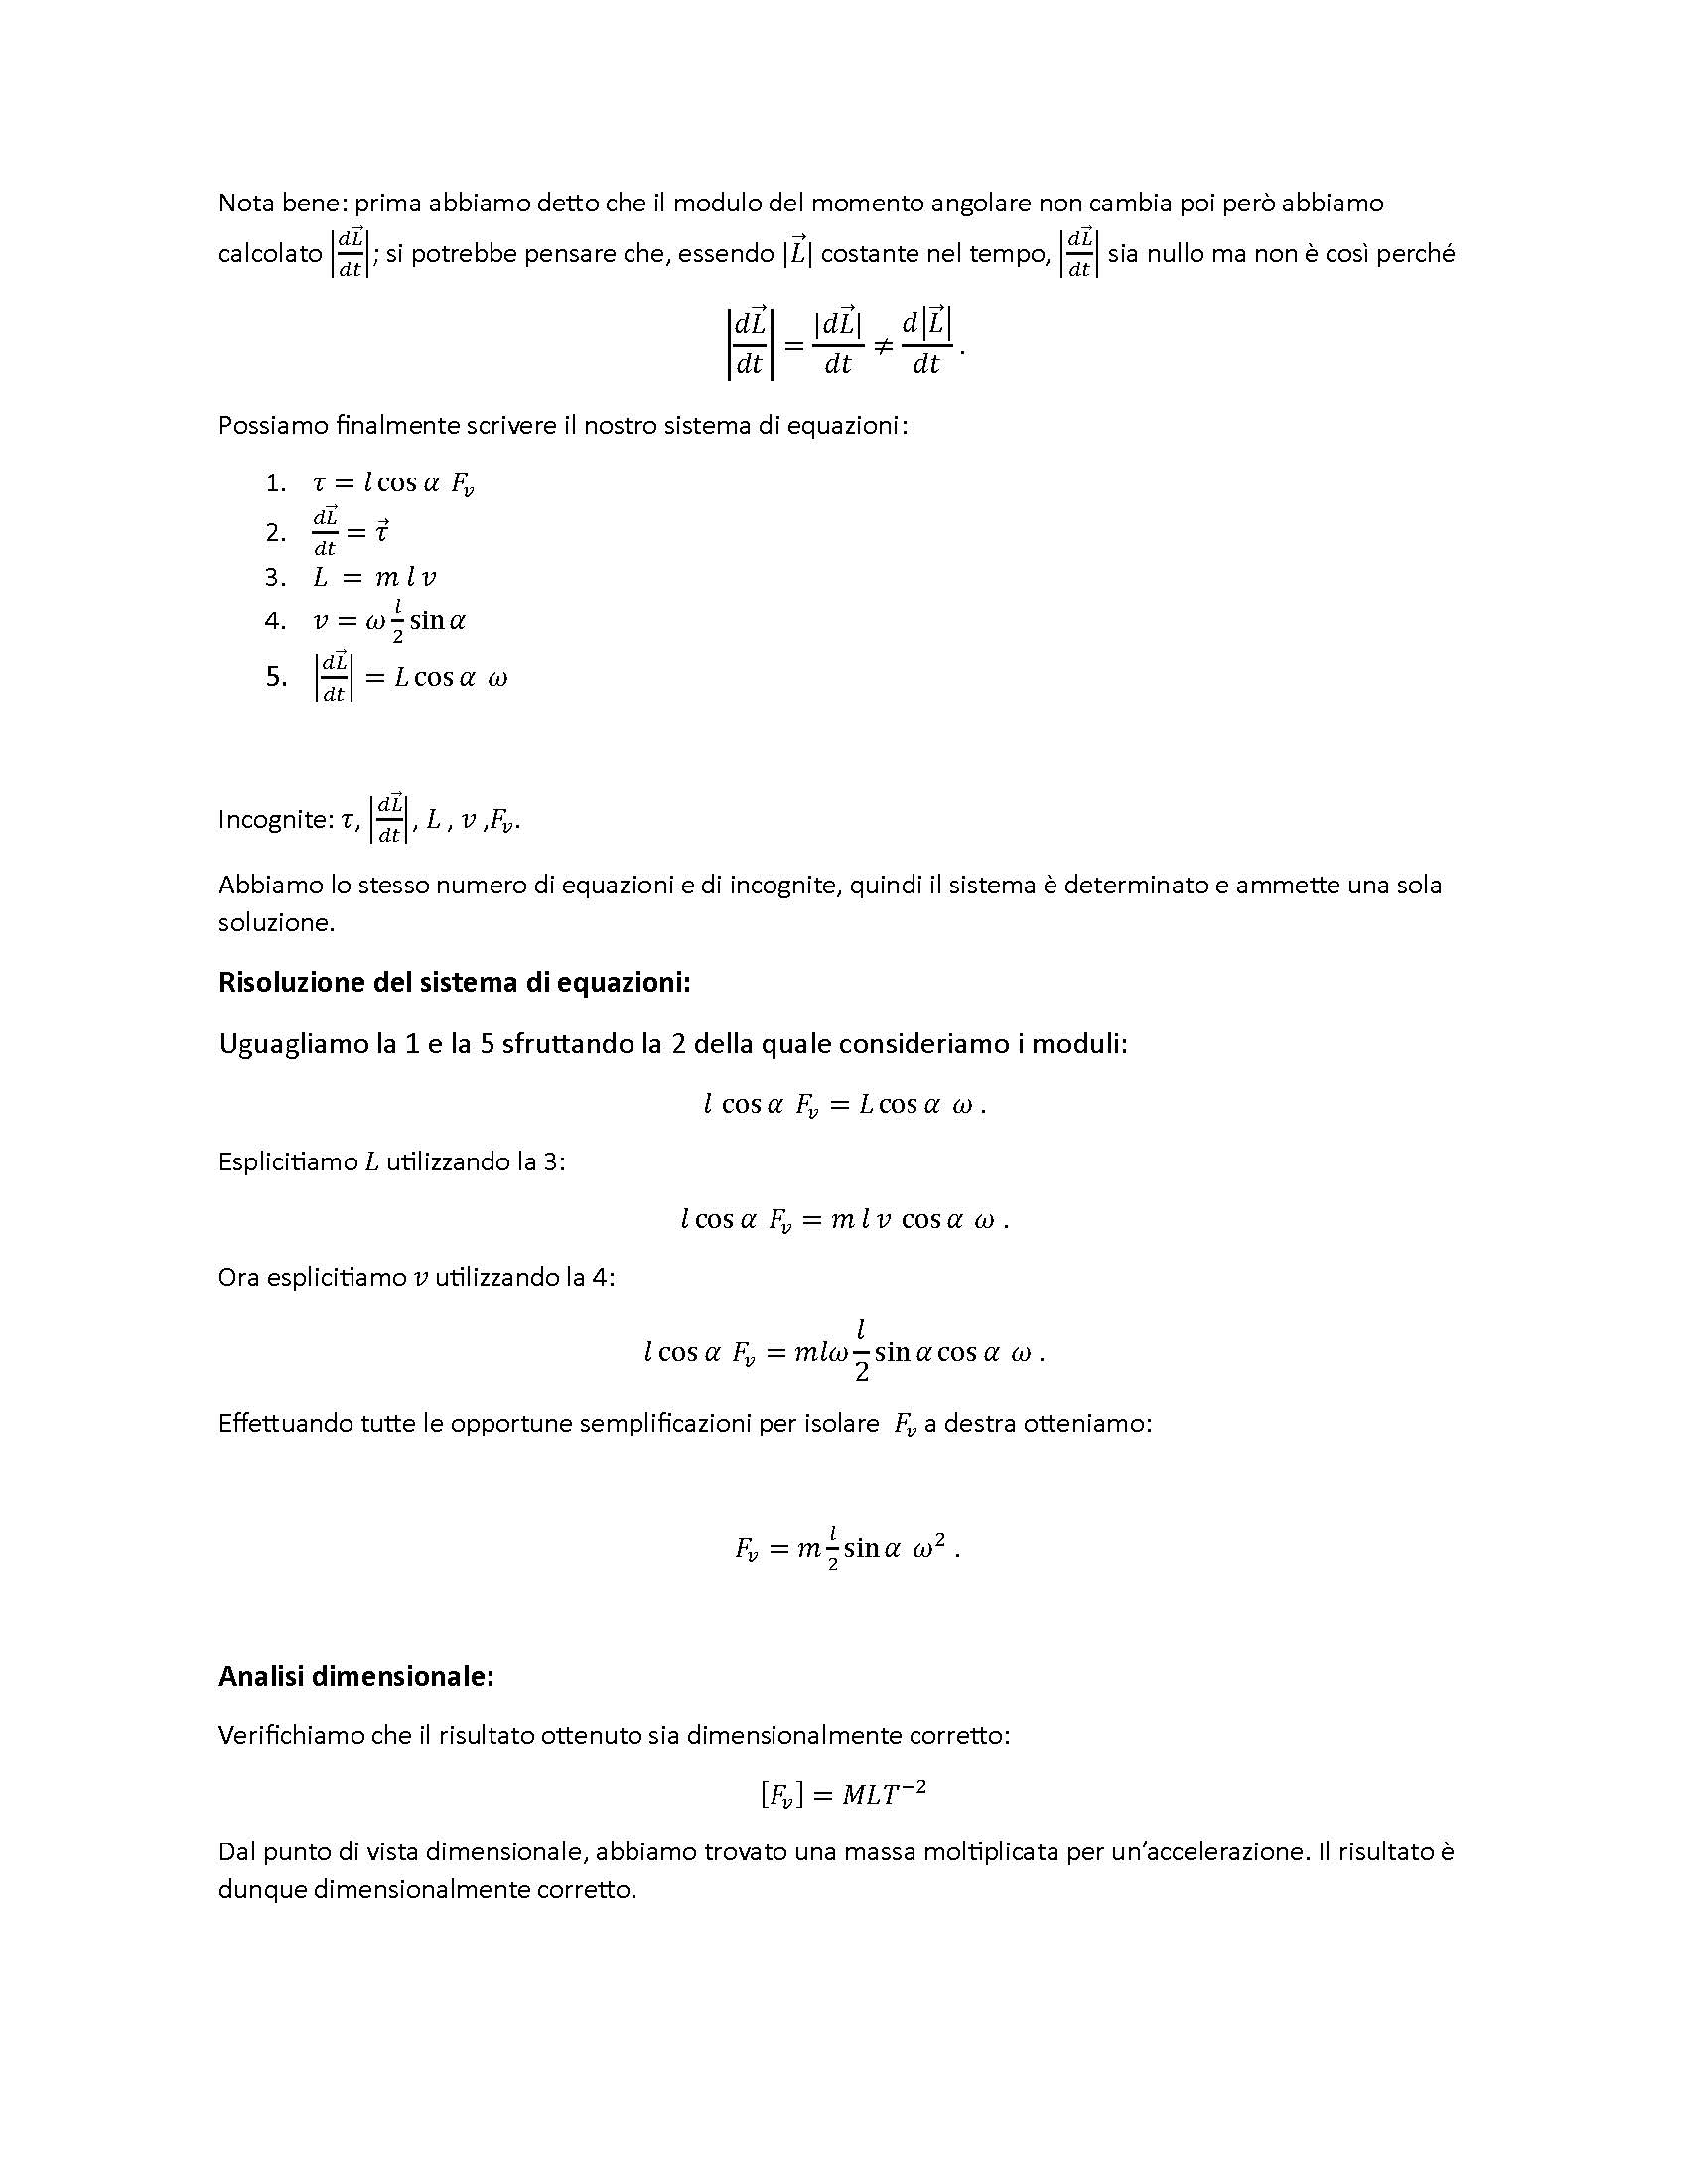 Nota bene: prima abbiamo detto che il modulo del momento angolare non cambia poi però abbiamo
calcolato $\left|\frac{d\vec{L}}{dt}\right|$; si potrebbe pensare che, essendo $|\vec{L}|$ costante nel tempo, $\left|\frac{d\vec{L}}{dt}\right|$ sia nullo ma non è così perché
$\left|\frac{d\vec{L}}{dt}\right| = \frac{|d\vec{L}|}{dt} \neq \frac{d|\vec{L}|}{dt}$ .
Possiamo finalmente scrivere il nostro sistema di equazioni:
1. $\tau = l \cos \alpha \ F_v$
2. $\frac{d\vec{L}}{dt} = \vec{\tau}$
3. $L = m \, l \, v$
4. $v = \omega \frac{l}{2} \sin \alpha$
5. $\left|\frac{d\vec{L}}{dt}\right| = L \cos \alpha \ \omega$
Incognite: $\tau$, $\left|\frac{d\vec{L}}{dt}\right|$, $L$ , $v$ ,$F_v$.
Abbiamo lo stesso numero di equazioni e di incognite, quindi il sistema è determinato e ammette una sola
soluzione.
Risoluzione del sistema di equazioni:
Uguagliamo la 1 e la 5 sfruttando la 2 della quale consideriamo i moduli:
$l \cos \alpha \ F_v = L \cos \alpha \ \omega$ .
Esplicitiamo $L$ utilizzando la 3:
$l \cos \alpha \ F_v = m \, l \, v \cos \alpha \ \omega$ .
Ora esplicitiamo $v$ utilizzando la 4:
$l \cos \alpha \ F_v = m l \omega \frac{l}{2} \sin \alpha \cos \alpha \ \omega$ .
Effettuando tutte le opportune semplificazioni per isolare $F_v$ a destra otteniamo:
$F_v = m \frac{l}{2} \sin \alpha \ \omega^2$ .
Analisi dimensionale:
Verifichiamo che il risultato ottenuto sia dimensionalmente corretto:
$[F_v] = MLT^{-2}$
Dal punto di vista dimensionale, abbiamo trovato una massa moltiplicata per un’accelerazione. Il risultato è
dunque dimensionalmente corretto.